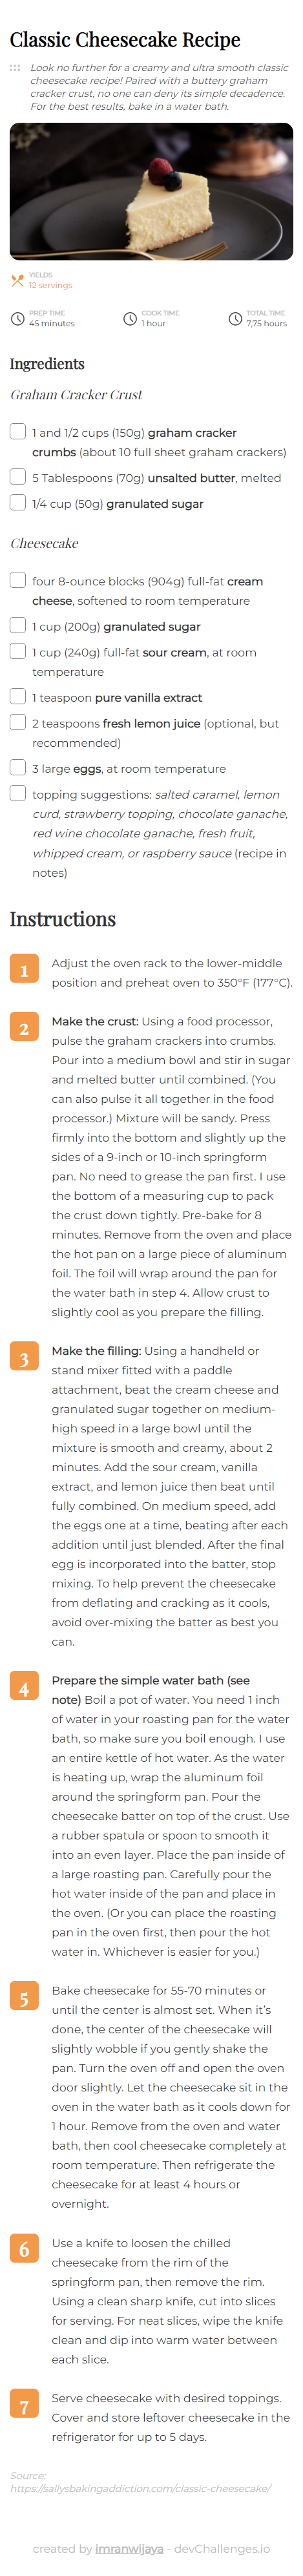 Classic Cheesecake Recipe
Look no further for a creamy and ultra smooth classic
cheesecake recipe! Paired with a buttery graham
cracker crust, no one can deny its simple decadence.
For the best results, bake in a water bath.
YIELDS
12 servings
PREP TIME
45 minutes
COOK TIME
1 hour
TOTAL TIME
7,75 hours
Ingredients
Graham Cracker Crust
1 and 1/2 cups (150g) graham cracker
crumbs (about 10 full sheet graham crackers)
5 Tablespoons (70g) unsalted butter, melted
1/4 cup (50g) granulated sugar
Cheesecake
four 8-ounce blocks (904g) full-fat cream
cheese, softened to room temperature
1 cup (200g) granulated sugar
1 cup (240g) full-fat sour cream, at room
temperature
1 teaspoon pure vanilla extract
2 teaspoons fresh lemon juice (optional, but
recommended)
3 large eggs, at room temperature
topping suggestions: salted caramel, lemon
curd, strawberry topping, chocolate ganache,
red wine chocolate ganache, fresh fruit,
whipped cream, or raspberry sauce (recipe in
notes)
Instructions
1
Adjust the oven rack to the lower-middle
position and preheat oven to 350°F (177°C).
2
Make the crust: Using a food processor,
pulse the graham crackers into crumbs.
Pour into a medium bowl and stir in sugar
and melted butter until combined. (You
can also pulse it all together in the food
processor.) Mixture will be sandy. Press
firmly into the bottom and slightly up the
sides of a 9-inch or 10-inch springform
pan. No need to grease the pan first. I use
the bottom of a measuring cup to pack
the crust down tightly. Pre-bake for 8
minutes. Remove from the oven and place
the hot pan on a large piece of aluminum
foil. The foil will wrap around the pan for
the water bath in step 4. Allow crust to
slightly cool as you prepare the filling.
3
Make the filling: Using a handheld or
stand mixer fitted with a paddle
attachment, beat the cream cheese and
granulated sugar together on medium-
high speed in a large bowl until the
mixture is smooth and creamy, about 2
minutes. Add the sour cream, vanilla
extract, and lemon juice then beat until
fully combined. On medium speed, add
the eggs one at a time, beating after each
addition until just blended. After the final
egg is incorporated into the batter, stop
mixing. To help prevent the cheesecake
from deflating and cracking as it cools,
avoid over-mixing the batter as best you
can.
4
Prepare the simple water bath (see
note) Boil a pot of water. You need 1 inch
of water in your roasting pan for the water
bath, so make sure you boil enough. I use
an entire kettle of hot water. As the water
is heating up, wrap the aluminum foil
around the springform pan. Pour the
cheesecake batter on top of the crust. Use
a rubber spatula or spoon to smooth it
into an even layer. Place the pan inside of
a large roasting pan. Carefully pour the
hot water inside of the pan and place in
the oven. (Or you can place the roasting
pan in the oven first, then pour the hot
water in. Whichever is easier for you.)
5
Bake cheesecake for 55-70 minutes or
until the center is almost set. When it's
done, the center of the cheesecake will
slightly wobble if you gently shake the
pan. Turn the oven off and open the oven
door slightly. Let the cheesecake sit in the
oven in the water bath as it cools down for
1 hour. Remove from the oven and water
bath, then cool cheesecake completely at
room temperature. Then refrigerate the
cheesecake for at least 4 hours or
overnight.
6
Use a knife to loosen the chilled
cheesecake from the rim of the
springform pan, then remove the rim.
Using a clean sharp knife, cut into slices
for serving. For neat slices, wipe the knife
clean and dip into warm water between
each slice.
7
Serve cheesecake with desired toppings.
Cover and store leftover cheesecake in the
refrigerator for up to 5 days.
Source:
https://sallysbakingaddiction.com/classic-cheesecake/
created by imranwijaya - devChallenges.io